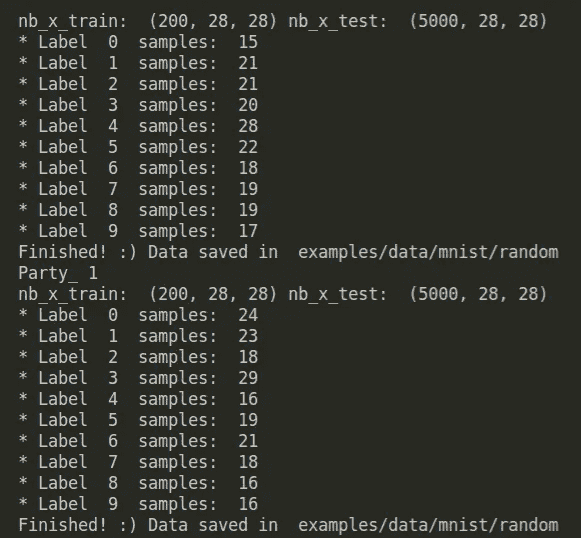 nb_x_train:  (200, 28, 28) nb_x_test:  (5000, 28, 28)
* Label  0  samples:  15
* Label  1  samples:  21
* Label  2  samples:  21
* Label  3  samples:  20
* Label  4  samples:  28
* Label  5  samples:  22
* Label  6  samples:  18
* Label  7  samples:  19
* Label  8  samples:  19
* Label  9  samples:  17
Finished! :) Data saved in  examples/data/mnist/random
Party_ 1
nb_x_train:  (200, 28, 28) nb_x_test:  (5000, 28, 28)
* Label  0  samples:  24
* Label  1  samples:  23
* Label  2  samples:  18
* Label  3  samples:  29
* Label  4  samples:  16
* Label  5  samples:  19
* Label  6  samples:  21
* Label  7  samples:  18
* Label  8  samples:  16
* Label  9  samples:  16
Finished! :) Data saved in  examples/data/mnist/random